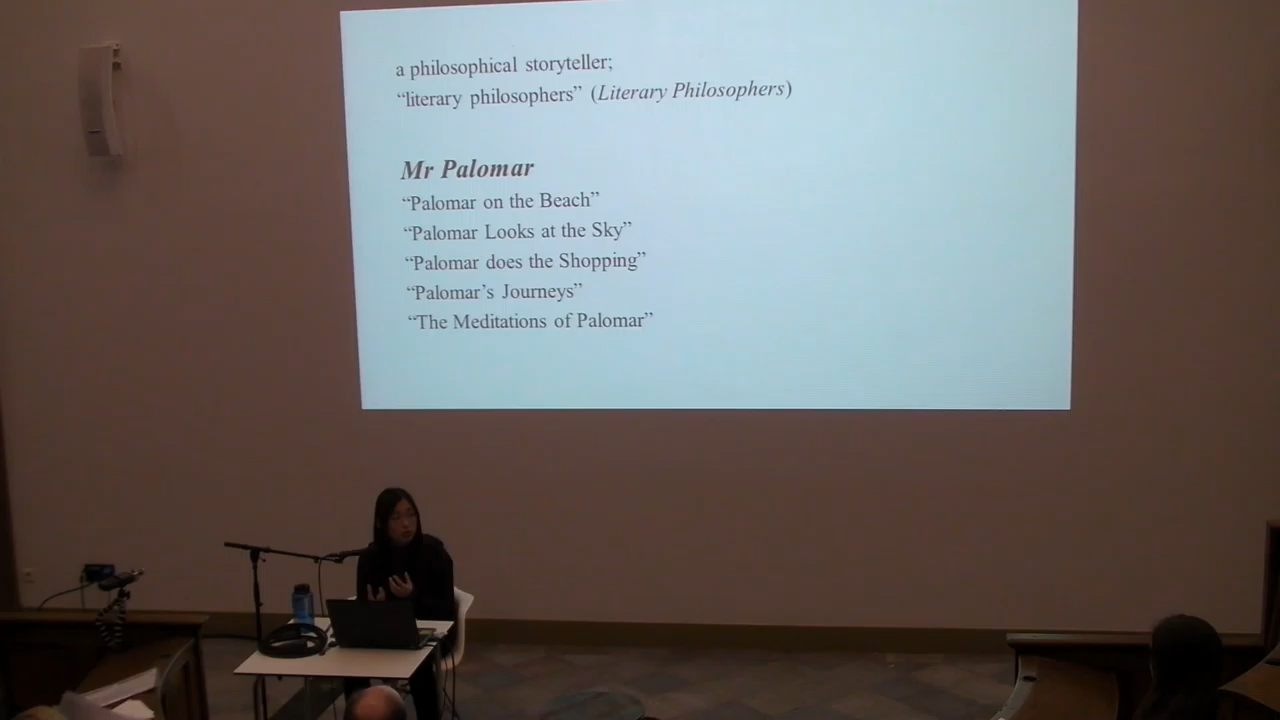 a philosophical storyteller;
“literary philosophers” (Literary Philosophers)
Mr Palomar
“Palomar on the Beach”
“Palomar Looks at the Sky”
“Palomar does the Shopping”
“Palomar’s Journeys”
“The Meditations of Palomar”